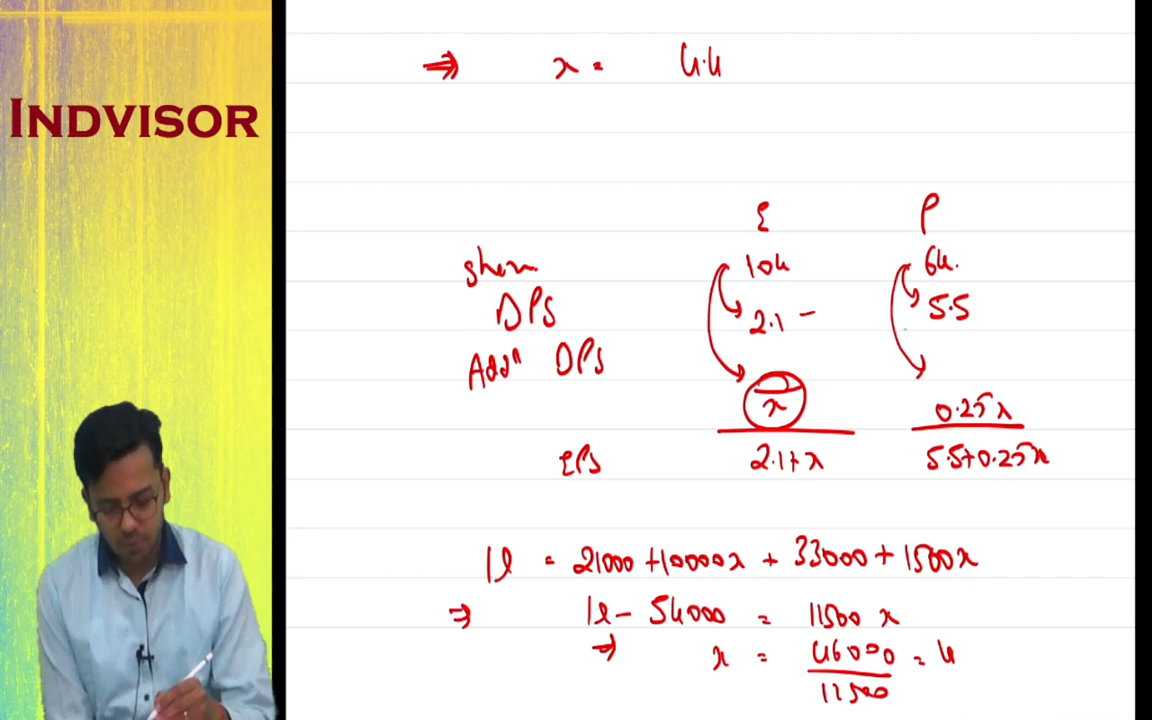 INDVISOR
⇒ x = 4.4
E P
10k 6k.
DPS 2.1 – 5.5
Addⁿ DPS x 0.25x
EPS 2.1+x 5.5+0.25x
1l = 21000 +10000x + 33000 + 1500x
⇒ 1l – 54000 = 11500 x
⇒ x = 46000 = 4
11500